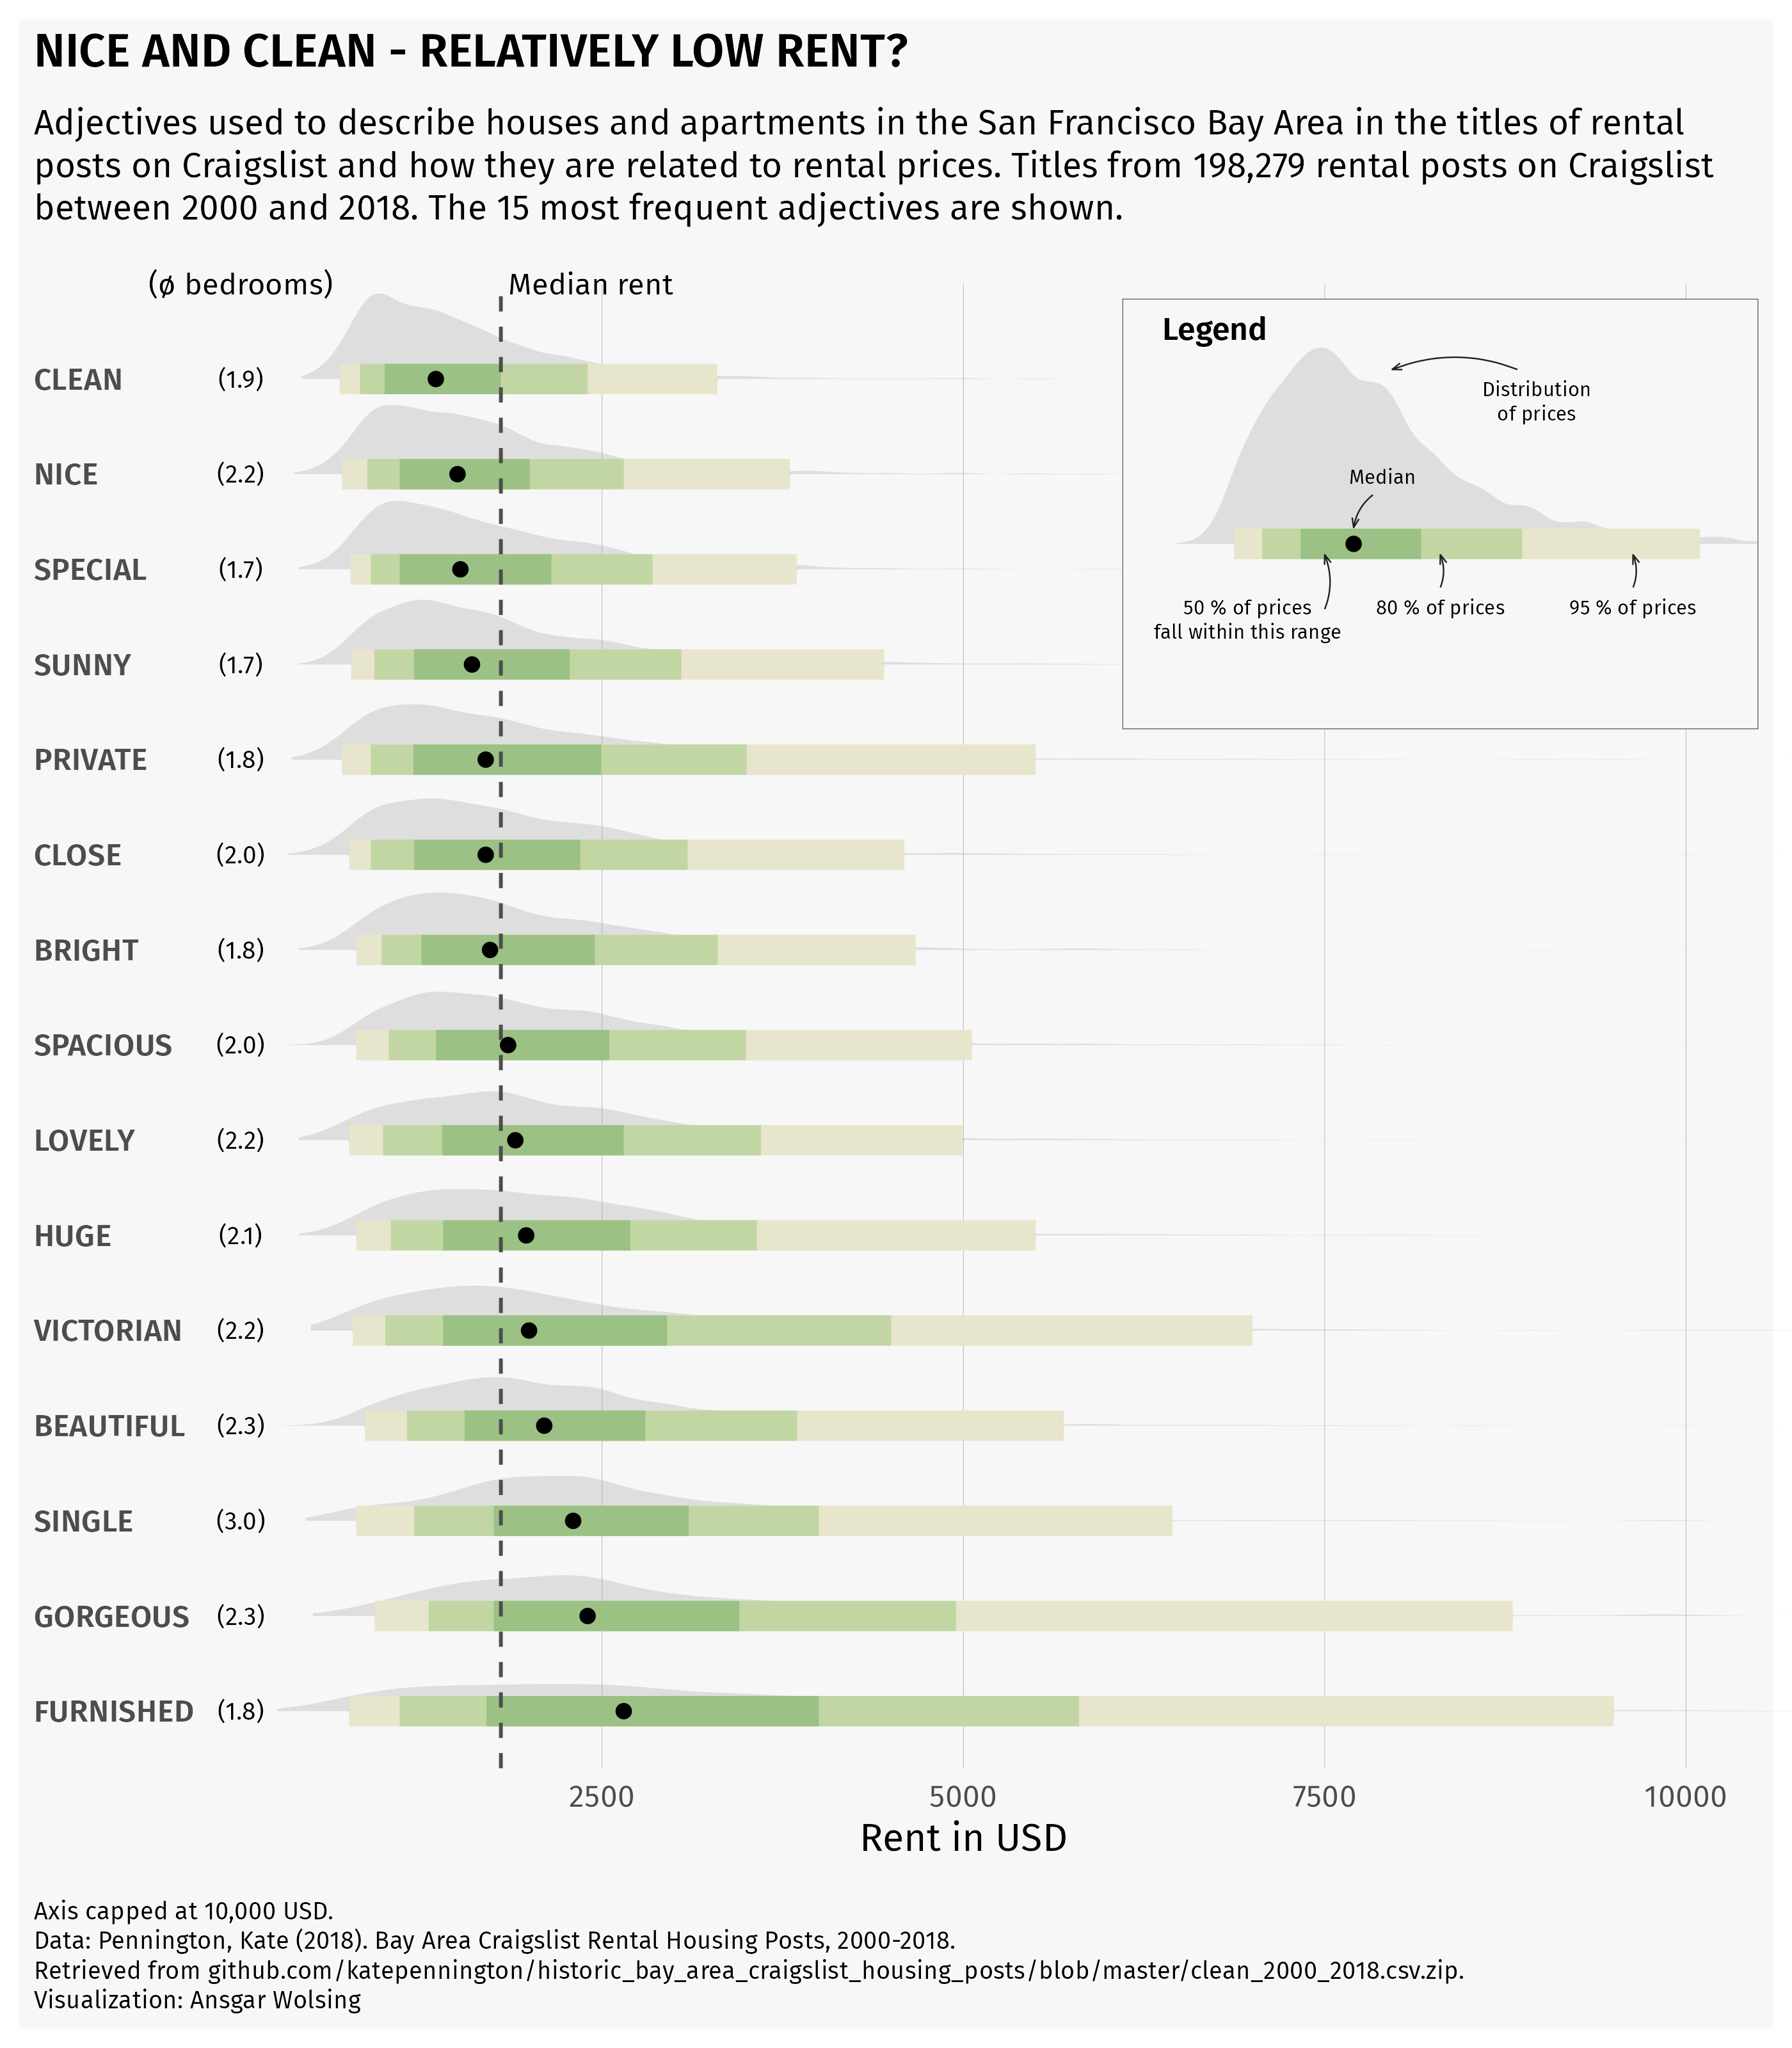 NICE AND CLEAN - RELATIVELY LOW RENT?
Adjectives used to describe houses and apartments in the San Francisco Bay Area in the titles of rental
posts on Craigslist and how they are related to rental prices. Titles from 198,279 rental posts on Craigslist
between 2000 and 2018. The 15 most frequent adjectives are shown.
(ø bedrooms) Median rent
Legend
Distribution
of prices
Median
50 % of prices
fall within this range
80 % of prices
95 % of prices
CLEAN (1.9)
NICE (2.2)
SPECIAL (1.7)
SUNNY (1.7)
PRIVATE (1.8)
CLOSE (2.0)
BRIGHT (1.8)
SPACIOUS (2.0)
LOVELY (2.2)
HUGE (2.1)
VICTORIAN (2.2)
BEAUTIFUL (2.3)
SINGLE (3.0)
GORGEOUS (2.3)
FURNISHED (1.8)
2500 5000 7500 10000
Rent in USD
Axis capped at 10,000 USD.
Data: Pennington, Kate (2018). Bay Area Craigslist Rental Housing Posts, 2000-2018.
Retrieved from github.com/katepennington/historic_bay_area_craigslist_housing_posts/blob/master/clean_2000_2018.csv.zip.
Visualization: Ansgar Wolsing